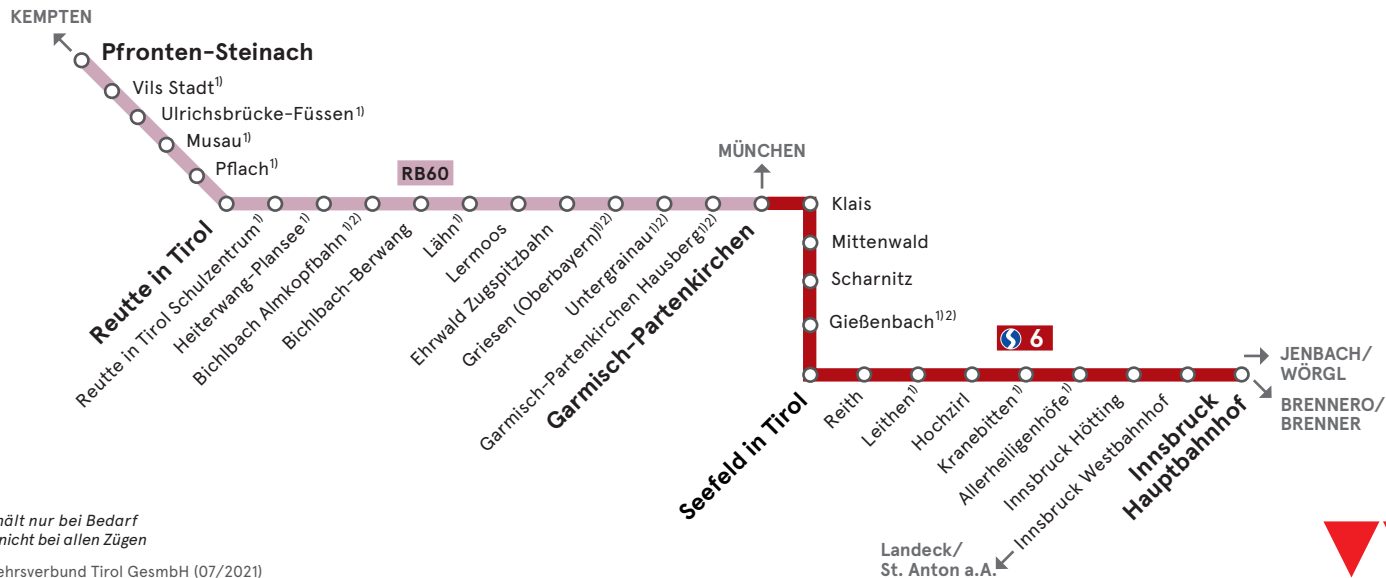 KEMPTEN
Pfronten-Steinach
Vils Stadt¹⁾
Ulrichsbrücke-Füssen¹⁾
Musau¹⁾
Pflach¹⁾
RB60
MÜNCHEN
Reutte in Tirol
Reutte in Tirol Schulzentrum¹⁾
Heiterwang-Plansee¹⁾
Bichlbach Almkopfbahn¹⁾²⁾
Bichlbach-Berwang
Lähn¹⁾
Lermoos
Ehrwald Zugspitzbahn
Griesen (Oberbayern)¹⁾²⁾
Untergrainau¹⁾²⁾
Garmisch-Partenkirchen Hausberg¹⁾²⁾
Garmisch-Partenkirchen
Klais
Mittenwald
Scharnitz
Gießenbach¹⁾²⁾
S 6
Seefeld in Tirol
Reith
Leithen¹⁾
Hochzirl
Kranebitten¹⁾
Allerheiligenhöfe¹⁾
Innsbruck Hötting
Innsbruck Westbahnhof
Innsbruck
Hauptbahnhof
JENBACH/
WÖRGL
BRENNERO/
BRENNER
Landeck/
St. Anton a.A.
hält nur bei Bedarf
nicht bei allen Zügen
ehrsverbund Tirol GesmbH (07/2021)